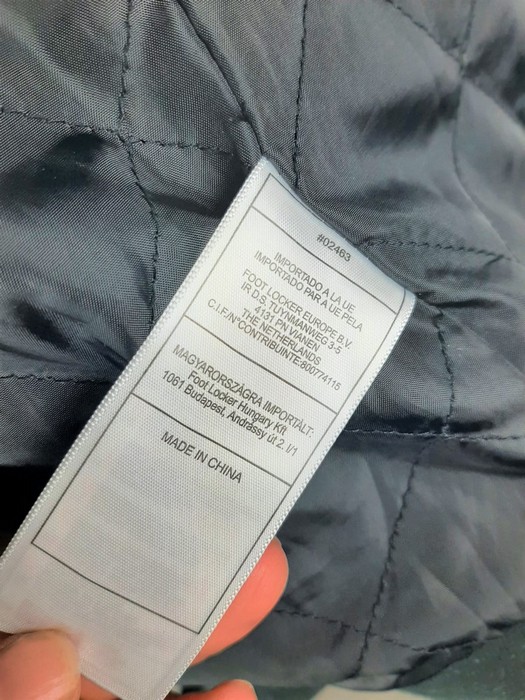 #02463
IMPORTADO A LA UE
IMPORTADO PAR A UE PELA
FOOT LOCKER EUROPE B.V.
IR D.S. TUYNMANWEG 3-5
4131 PN VIANEN
THE NETHERLANDS
C.I.F./N°CONTRIBUINTE:800774115
MAGYARORSZÁGRA IMPORTÁLT:
Foot Locker Hungary Kft
1061 Budapest, Andrássy út 2. I/1
MADE IN CHINA